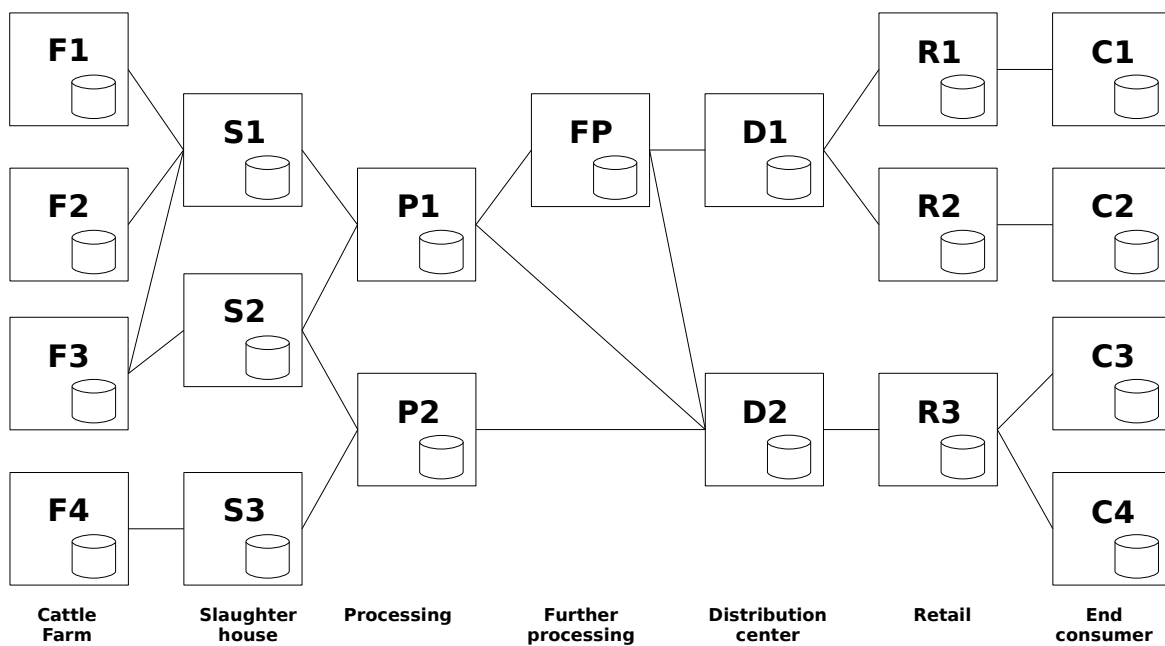 F1
R1
C1
S1
FP
D1
F2
P1
R2
C2
S2
F3
C3
P2
D2
R3
F4
S3
C4
Cattle
Farm
Slaughter
house
Processing
Further
processing
Distribution
center
Retail
End
consumer